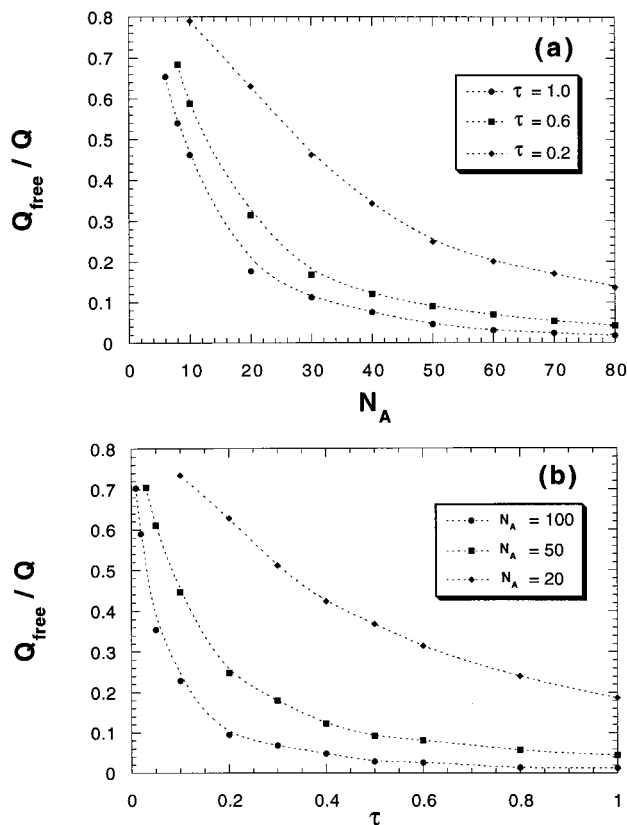 0.8
(a)
0.7
τ = 1.0
0.6
τ = 0.6
0.5
τ = 0.2
Q_free / Q
0.4
0.3
0.2
0.1
0
0 10 20 30 40 50 60 70 80
N_A
0.8
(b)
0.7
N_A = 100
0.6
N_A = 50
0.5
N_A = 20
Q_free / Q
0.4
0.3
0.2
0.1
0
0 0.2 0.4 0.6 0.8 1
τ